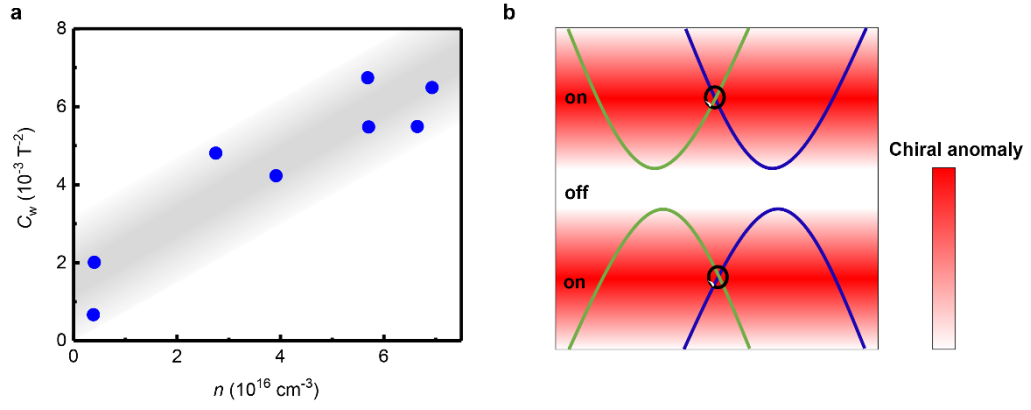 a
8
6
4
2
0
C_w (10^-3 T^-2)
0 2 4 6
n (10^16 cm^-3)
b
on
off
on
Chiral anomaly